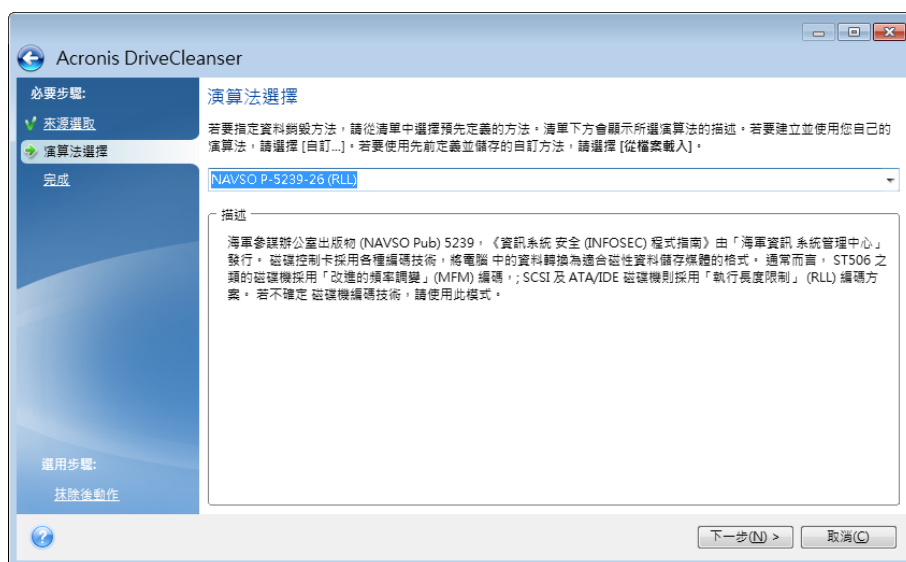 Acronis DriveCleanser
必要步驟:
來源選取
演算法選擇
完成
選用步驟:
抹除後動作
演算法選擇
若要指定資料銷毀方法，請從清單中選擇預先定義的方法。清單下方會顯示所選演算法的描述。若要建立並使用您自己的
演算法，請選擇 [自訂...]。若要使用先前定義並儲存的自訂方法，請選擇 [從檔案載入]。
NAVSO P-5239-26 (RLL)
描述
海軍參謀辦公室出版物 (NAVSO Pub) 5239，《資訊系統 安全 (INFOSEC) 程式指南》由「海軍資訊 系統管理中心」
發行。 磁碟控制卡採用各種編碼技術，將電腦 中的資料轉換為適合磁性資料儲存媒體的格式。 通常而言， ST506 之
類的磁碟機採用「改進的頻率調變」(MFM) 編碼，; SCSI 及 ATA/IDE 磁碟機則採用「執行長度限制」 (RLL) 編碼方
案。 若不確定 磁碟機編碼技術，請使用此模式。
下一步(N) >
取消(C)